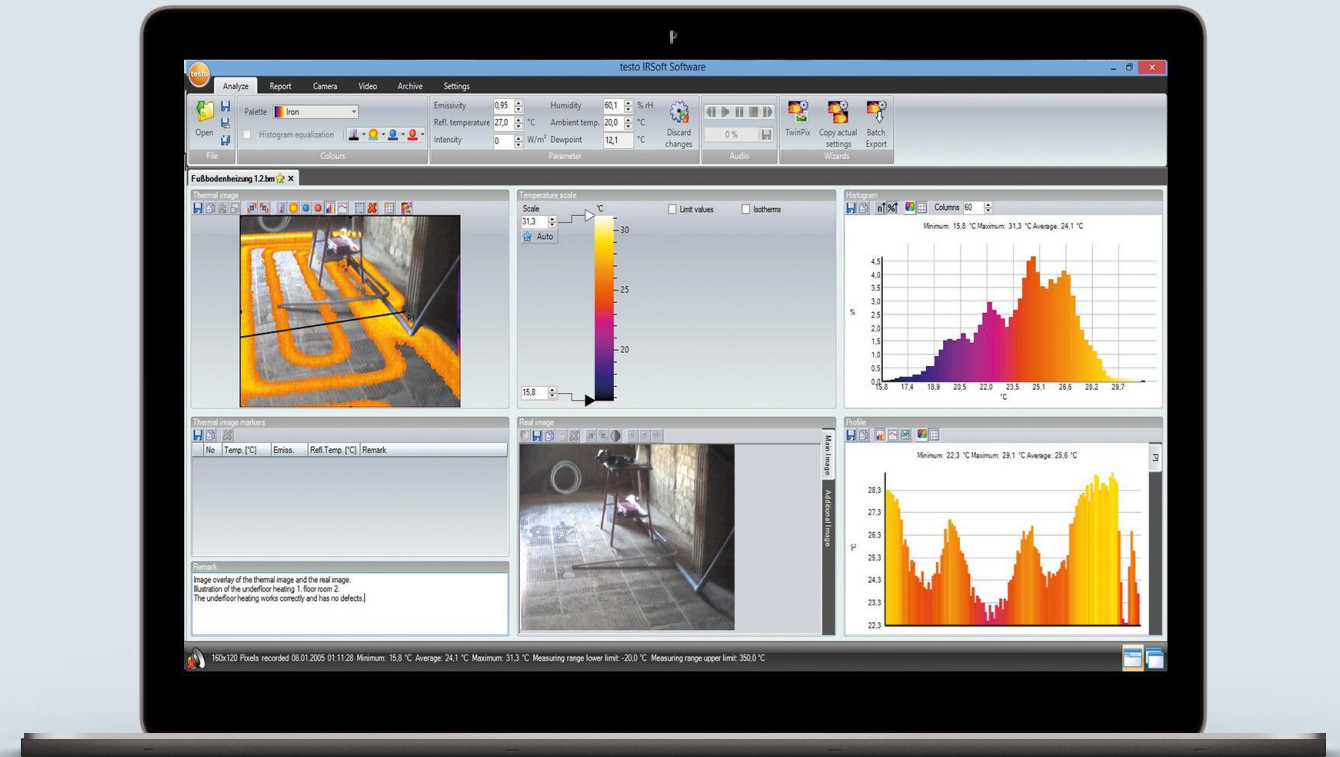 testo IRSoft Software
testo
Analyze Report Camera Video Archive Settings
Open
File
Palette Iron
Histogram equalization
Colours
Emissivity 0,95 Humidity 60,1 % rH
Refl. temperature 27,0 °C Ambient temp. 20,0 °C
Intensity 0 W/m² Dewpoint 12,1 °C
Discard
changes
Parameter
0 %
Audio
TwinPix Copy actual
settings
Batch
Export
Wizards
Fußbodenheizung 1.2.bm
Thermal image
P1
Temperature scale
Scale °C
31,3
Auto
Limit values Isotherms
30
25
20
15,8
Histogram
n % Columns 60
Minimum: 15,8 °C Maximum: 31,3 °C Average: 24,1 °C
4,5
4,0
3,5
3,0
2,5
2,0
1,5
1,0
0,5
0,0
%
15,8 17,4 18,9 20,5 22,0 23,5 25,1 26,6 28,2 29,7
°C
Thermal image markers
No Temp. [°C] Emiss. Refl.Temp. [°C] Remark
Remark
Image overlay of the thermal image and the real image.
Illustration of the underfloor heating 1. floor room 2.
The underfloor heating works correctly and has no defects.
Real image
Main Image
Additional Image
Profile
Minimum: 22,3 °C Maximum: 29,1 °C Average: 25,6 °C
P1
28,3
27,3
26,3
25,3
24,3
23,3
22,3
°C
160x120 Pixels recorded 08.01.2005 01:11:28 Minimum: 15,8 °C Average: 24,1 °C Maximum: 31,3 °C Measuring range lower limit: -20,0 °C Measuring range upper limit: 350,0 °C